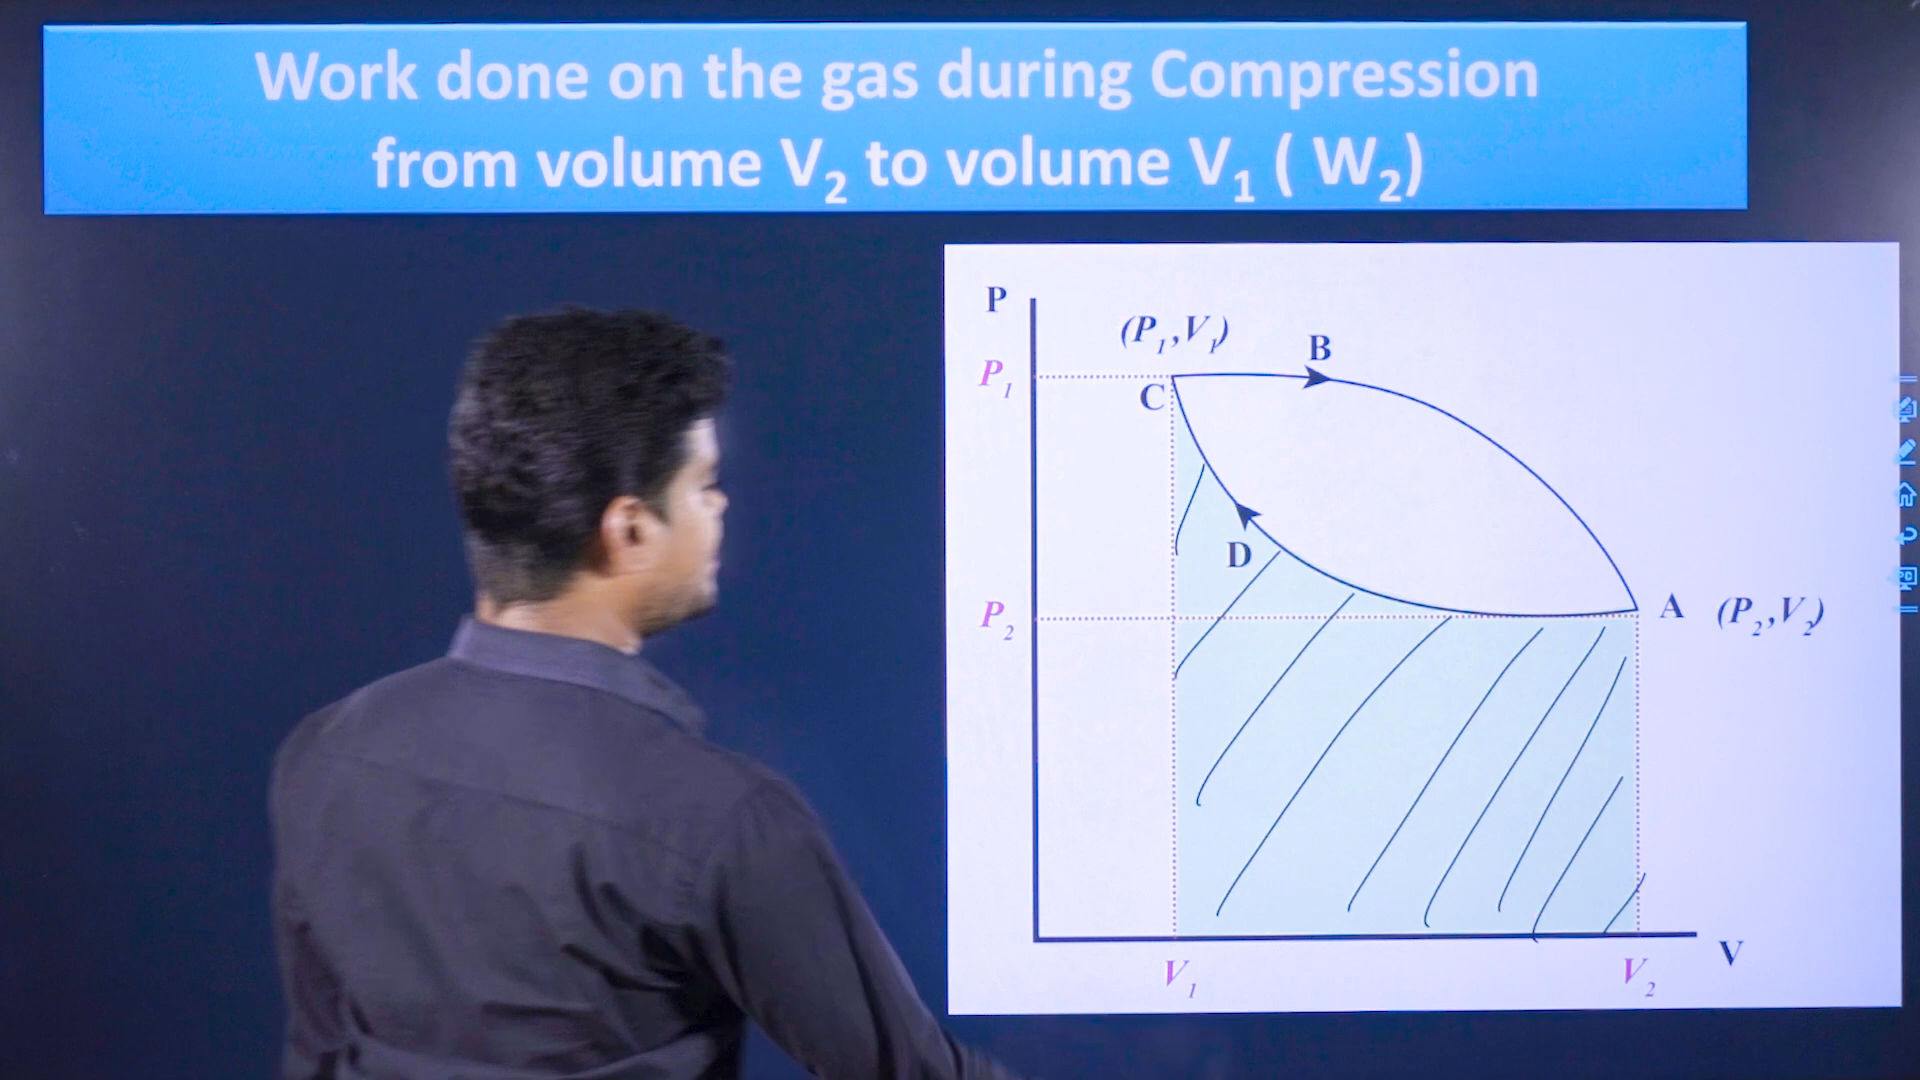 Work done on the gas during Compression
from volume V₂ to volume V₁ ( W₂)
P
(P₁,V₁)
B
P₁
C
D
P₂
A (P₂,V₂)
V
V₁ V₂